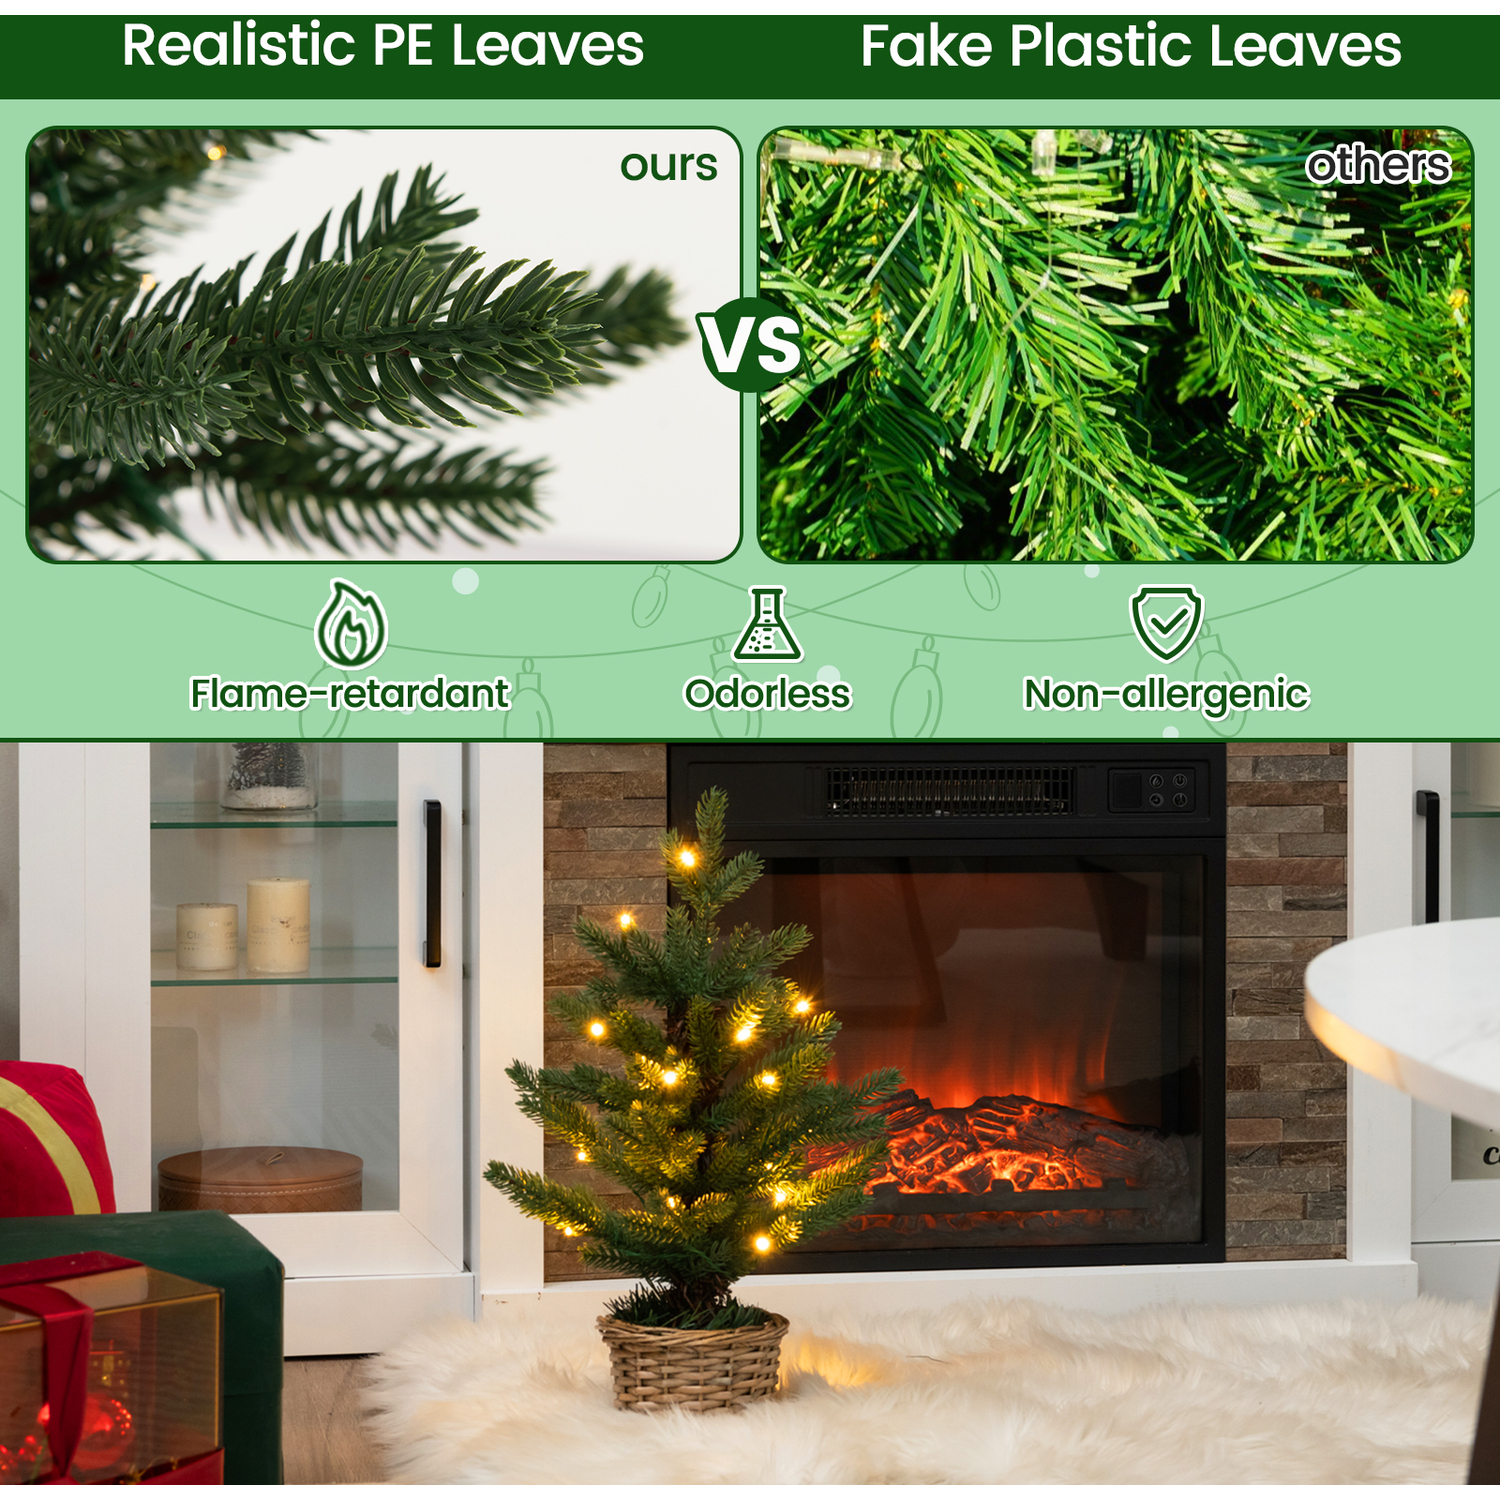 Realistic PE Leaves
Fake Plastic Leaves
ours
others
VS
Flame-retardant
Odorless
Non-allergenic